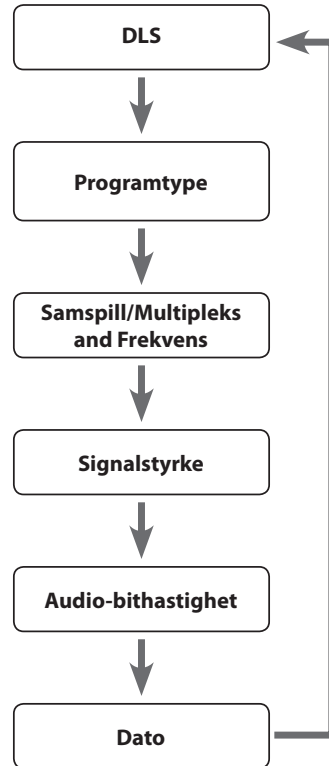 DLS
Programtype
Samspill/Multipleks
and Frekvens
Signalstyrke
Audio-bithastighet
Dato